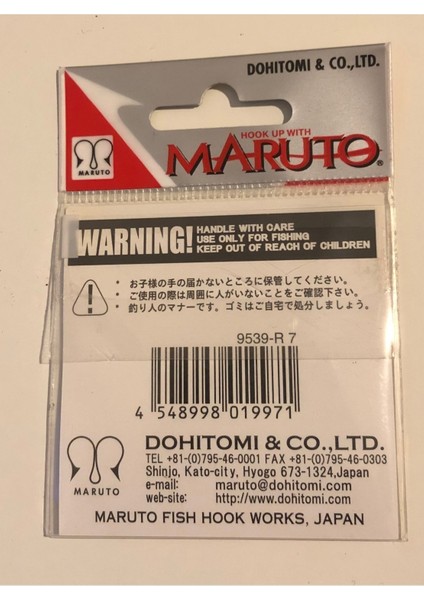 DOHITOMI & CO.,LTD.
HOOK UP WITH
MARUTO®
MARUTO
WARNING!
HANDLE WITH CARE
USE ONLY FOR FISHING
KEEP OUT OF REACH OF CHILDREN
・お子様の手の届かないところに保管してください。
・ご使用の際は周囲に人がいないことをご確認下さい。
・釣り人のマナーです。ゴミはご自宅で処分しましょう。
9539-R 7
4 548998 019971
DOHITOMI & CO.,LTD.
TEL +81-(0)795-46-0001 FAX +81-(0)795-46-0303
Shinjo, Kato-city, Hyogo 673-1324,Japan
e-mail: maruto@dohitomi.com
web-site: http://www.dohitomi.com
MARUTO
MARUTO FISH HOOK WORKS, JAPAN